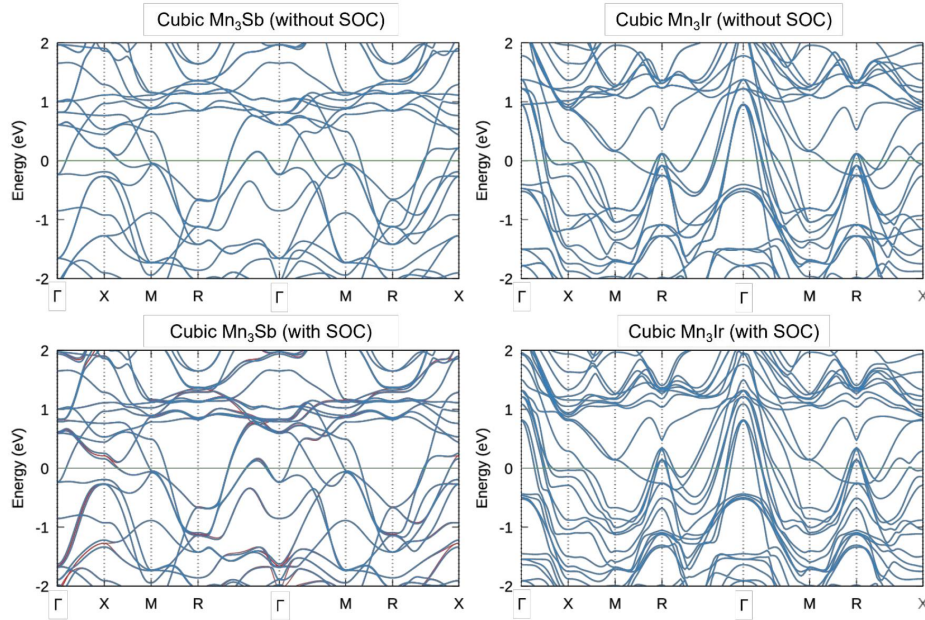 Cubic Mn₃Sb (without SOC)
Cubic Mn₃Ir (without SOC)
Energy (eV)
2
1
0
-1
-2
Γ X M R Γ M R X
Energy (eV)
2
1
0
-1
-2
Γ X M R Γ M R X
Cubic Mn₃Sb (with SOC)
Cubic Mn₃Ir (with SOC)
Energy (eV)
2
1
0
-1
-2
Γ X M R Γ M R X
Energy (eV)
2
1
0
-1
-2
Γ X M R Γ M R X